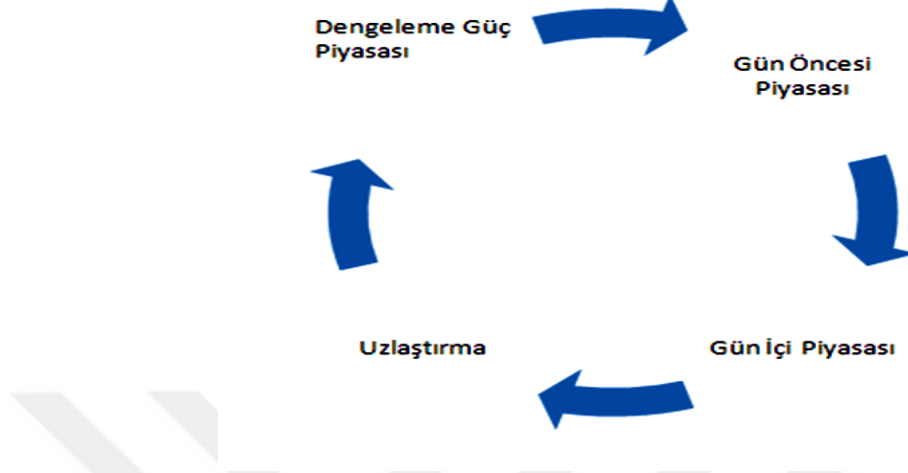 Dengeleme Güç
Piyasası
Gün Öncesi
Piyasası
Gün İçi Piyasası
Uzlaştırma